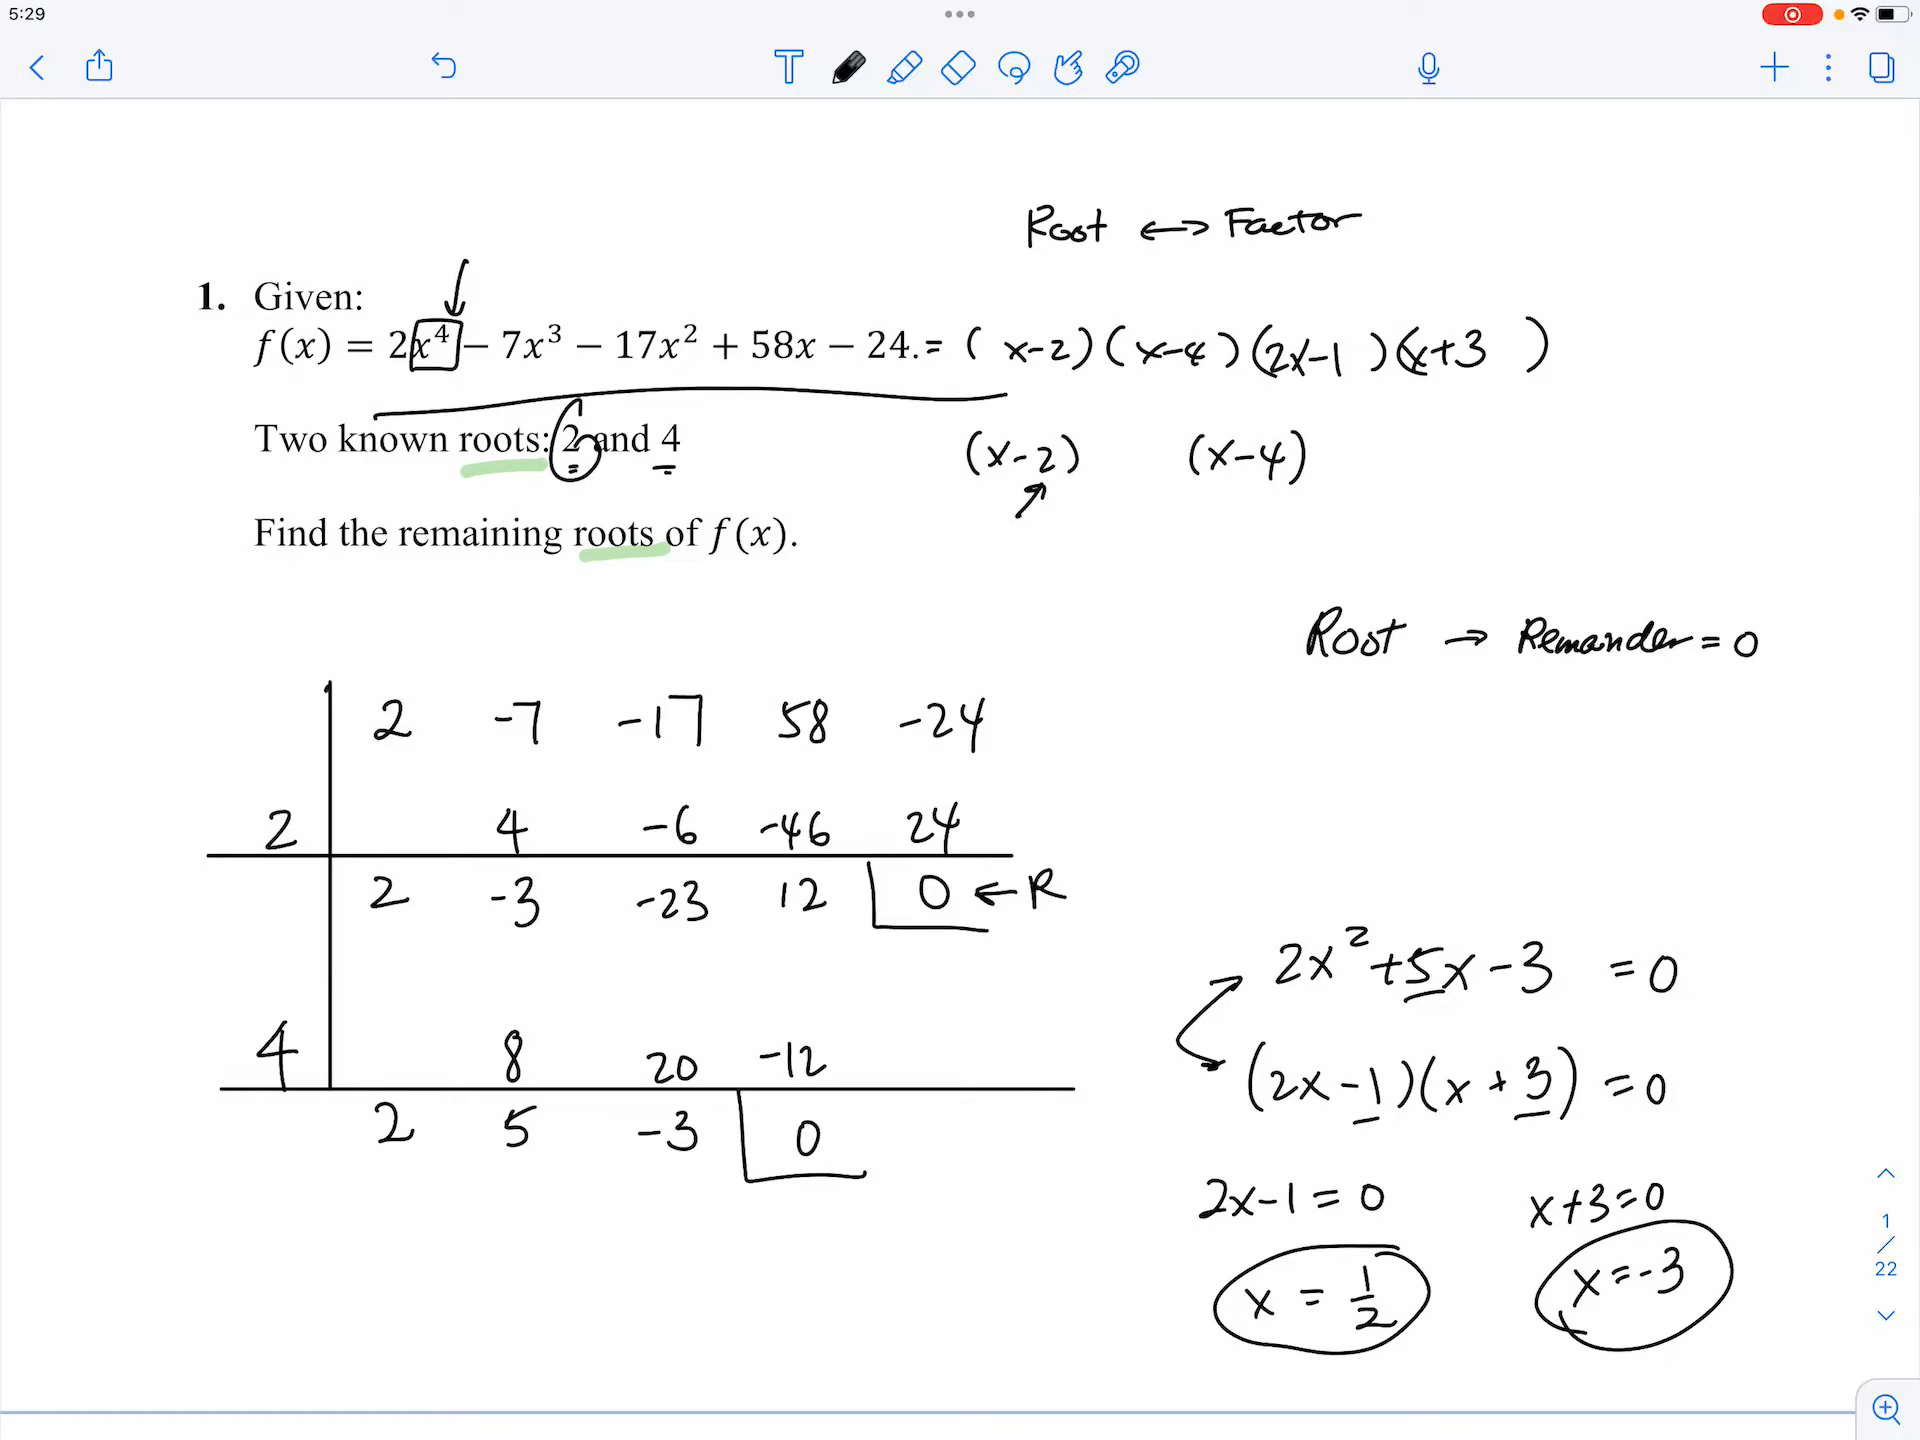 5:29
T
Root ↔ Factor
1. Given:
f(x) = 2x⁴ − 7x³ − 17x² + 58x − 24. = (x-2)(x-4)(2x-1)(x+3)
Two known roots: 2 and 4
(x-2) (x-4)
Find the remaining roots of f(x).
Root → Remainder = 0
2 -7 -17 58 -24
2 4 -6 -46 24
2 -3 -23 12 0 ← R
2x² +5x -3 = 0
4 8 20 -12
(2x -1)(x + 3) = 0
2 5 -3 0
2x-1 = 0 x+3=0
x = 1/2 x=-3
1
/
22